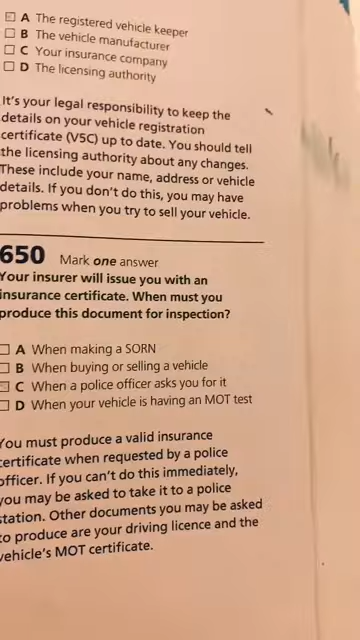 A The registered vehicle keeper
B The vehicle manufacturer
C Your insurance company
D The licensing authority
It's your legal responsibility to keep the
details on your vehicle registration
certificate (V5C) up to date. You should tell
the licensing authority about any changes.
These include your name, address or vehicle
details. If you don't do this, you may have
problems when you try to sell your vehicle.
650 Mark one answer
Your insurer will issue you with an
insurance certificate. When must you
produce this document for inspection?
A When making a SORN
B When buying or selling a vehicle
C When a police officer asks you for it
D When your vehicle is having an MOT test
You must produce a valid insurance
certificate when requested by a police
officer. If you can't do this immediately,
you may be asked to take it to a police
station. Other documents you may be asked
to produce are your driving licence and the
vehicle's MOT certificate.